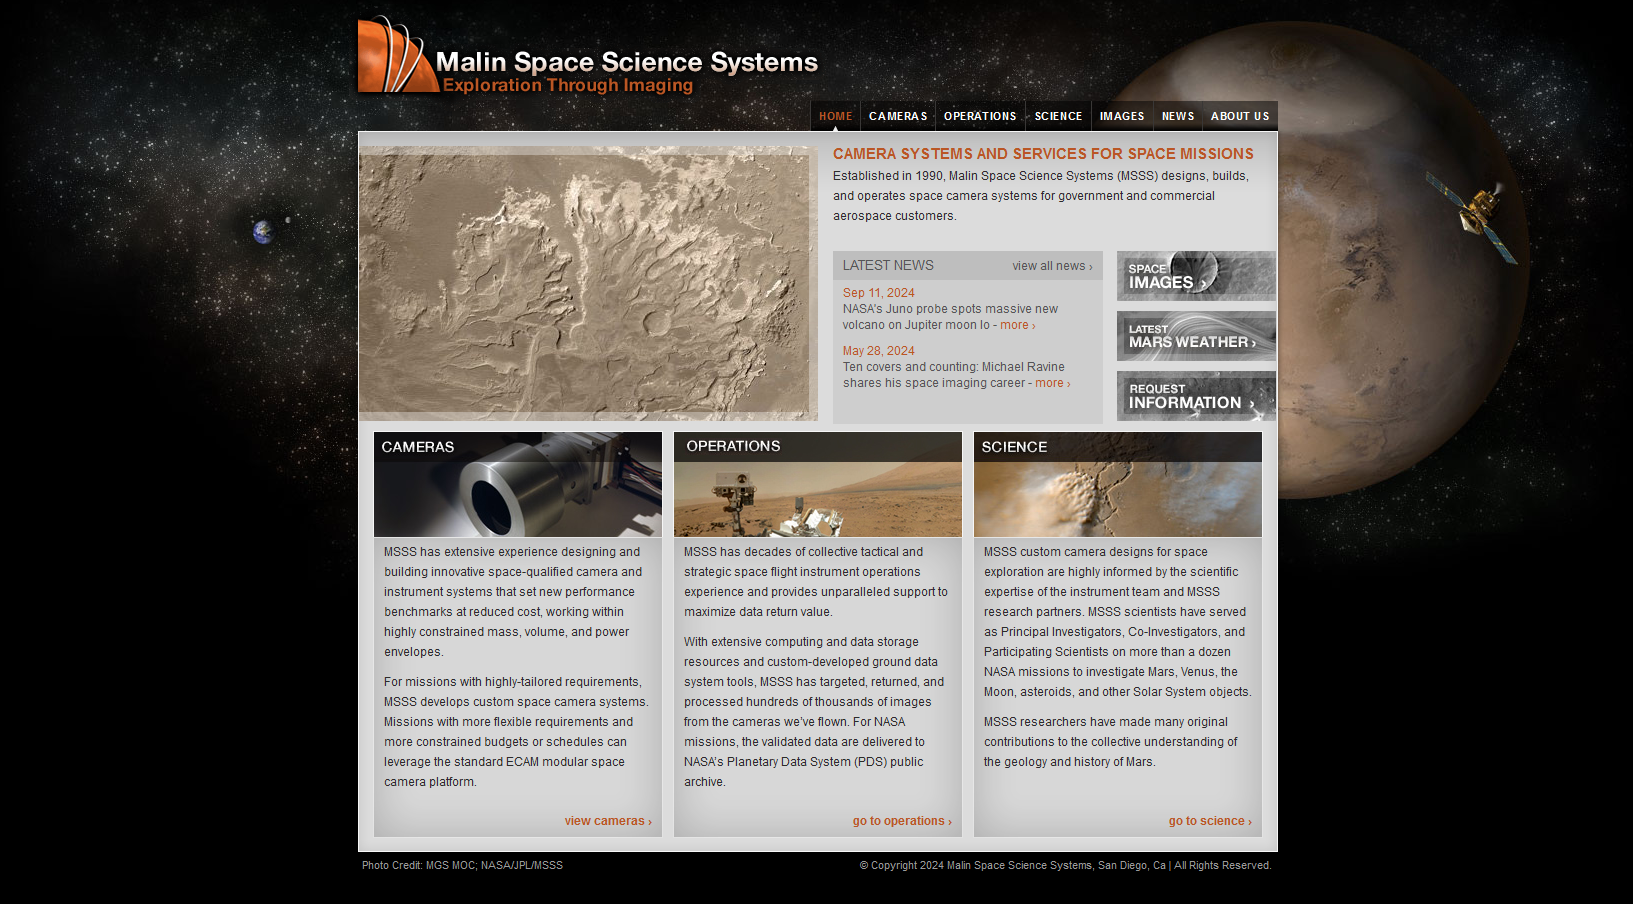 Malin Space Science Systems
Exploration Through Imaging
HOME CAMERAS OPERATIONS SCIENCE IMAGES NEWS ABOUT US
CAMERA SYSTEMS AND SERVICES FOR SPACE MISSIONS
Established in 1990, Malin Space Science Systems (MSSS) designs, builds,
and operates space camera systems for government and commercial
aerospace customers.
LATEST NEWS view all news ›
Sep 11, 2024
NASA's Juno probe spots massive new
volcano on Jupiter moon Io - more ›
May 28, 2024
Ten covers and counting: Michael Ravine
shares his space imaging career - more ›
SPACE
IMAGES ›
LATEST
MARS WEATHER ›
REQUEST
INFORMATION ›
CAMERAS
MSSS has extensive experience designing and
building innovative space-qualified camera and
instrument systems that set new performance
benchmarks at reduced cost, working within
highly constrained mass, volume, and power
envelopes.
For missions with highly-tailored requirements,
MSSS develops custom space camera systems.
Missions with more flexible requirements and
more constrained budgets or schedules can
leverage the standard ECAM modular space
camera platform.
view cameras ›
OPERATIONS
MSSS has decades of collective tactical and
strategic space flight instrument operations
experience and provides unparalleled support to
maximize data return value.
With extensive computing and data storage
resources and custom-developed ground data
system tools, MSSS has targeted, returned, and
processed hundreds of thousands of images
from the cameras we've flown. For NASA
missions, the validated data are delivered to
NASA's Planetary Data System (PDS) public
archive.
go to operations ›
SCIENCE
MSSS custom camera designs for space
exploration are highly informed by the scientific
expertise of the instrument team and MSSS
research partners. MSSS scientists have served
as Principal Investigators, Co-Investigators, and
Participating Scientists on more than a dozen
NASA missions to investigate Mars, Venus, the
Moon, asteroids, and other Solar System objects.
MSSS researchers have made many original
contributions to the collective understanding of
the geology and history of Mars.
go to science ›
Photo Credit: MGS MOC; NASA/JPL/MSSS
© Copyright 2024 Malin Space Science Systems, San Diego, Ca | All Rights Reserved.